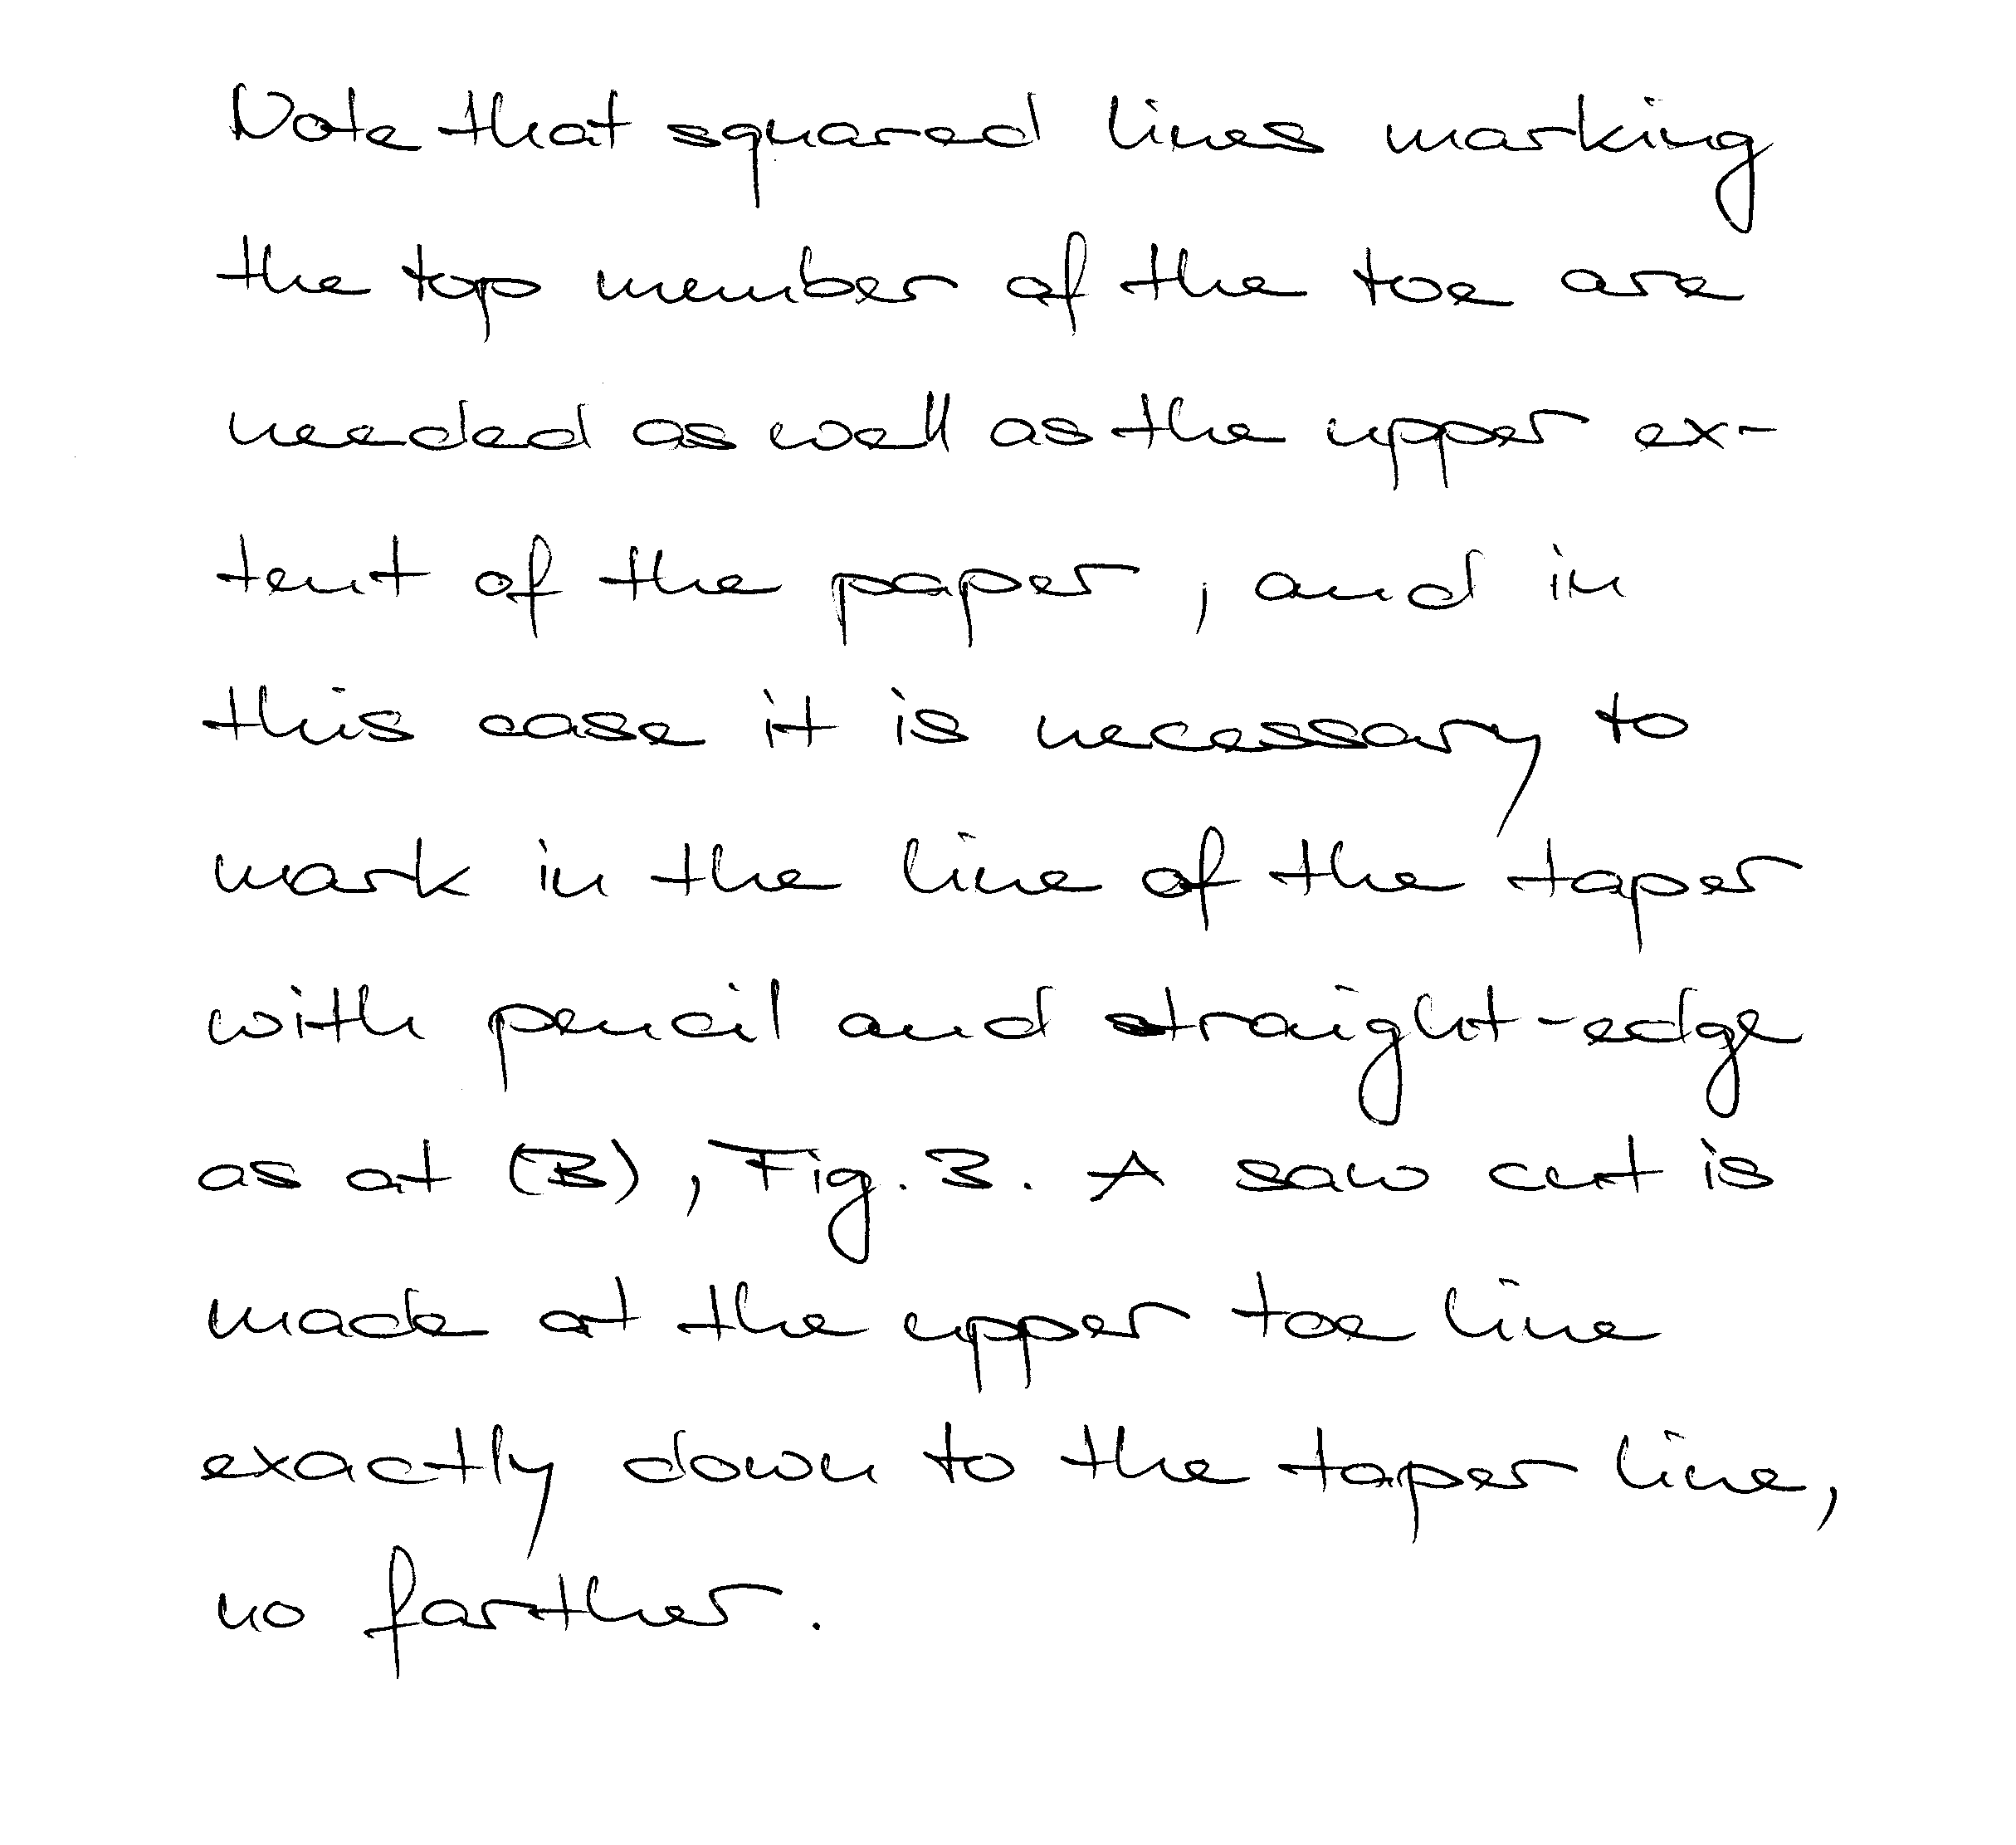 Note that squared lines marking
the top member of the toe are
needed as well as the upper ex-
tent of the paper, and in
this case it is necessary to
mark in the line of the taper
with pencil and straight-edge
as at (B), Fig. 3. A saw cut is
made at the upper toe line
exactly down to the taper line,
no farther.